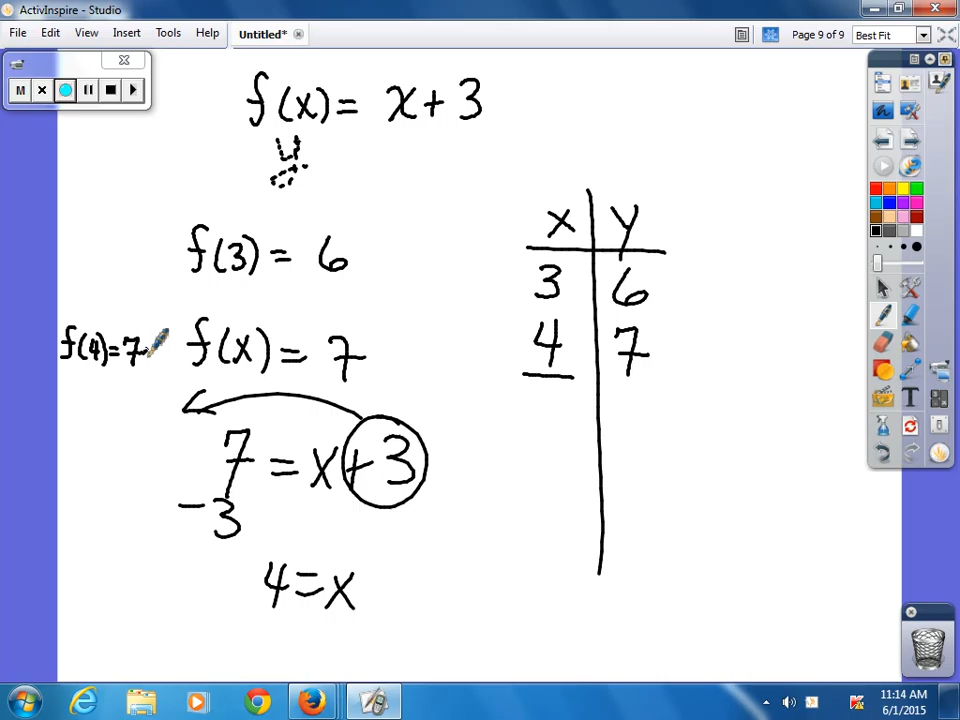 ActivInspire - Studio
File Edit View Insert Tools Help Untitled* Page 9 of 9 Best Fit
M
f(x) = x + 3
y
f(3) = 6
f(4)=7 f(x) = 7
7 = x + 3
- 3
4 = x
x y
3 6
4 7
T
11:14 AM
6/1/2015